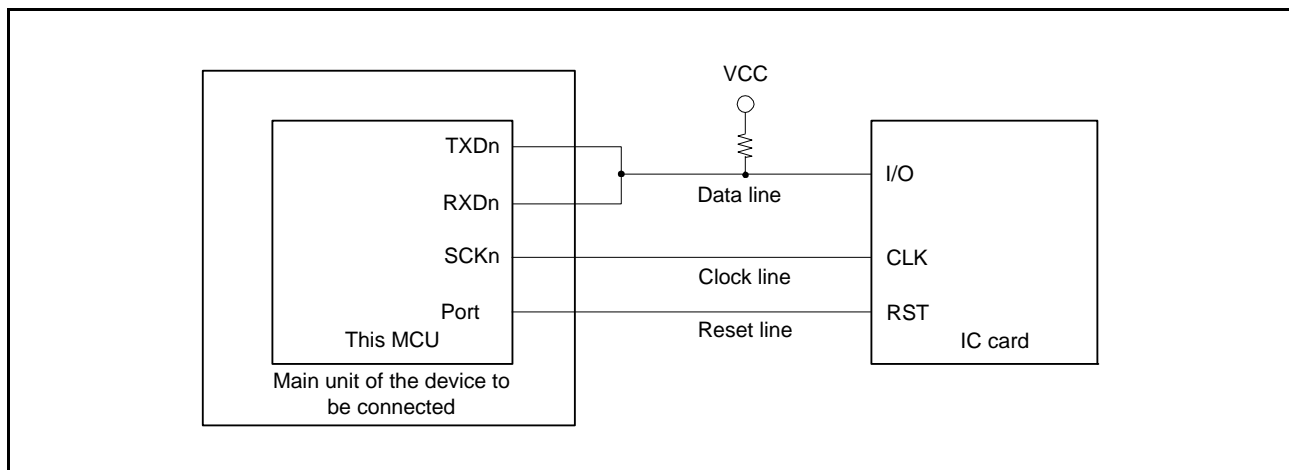 VCC
TXDn
I/O
Data line
RXDn
SCKn
CLK
Clock line
Port
RST
Reset line
This MCU
IC card
Main unit of the device to
be connected